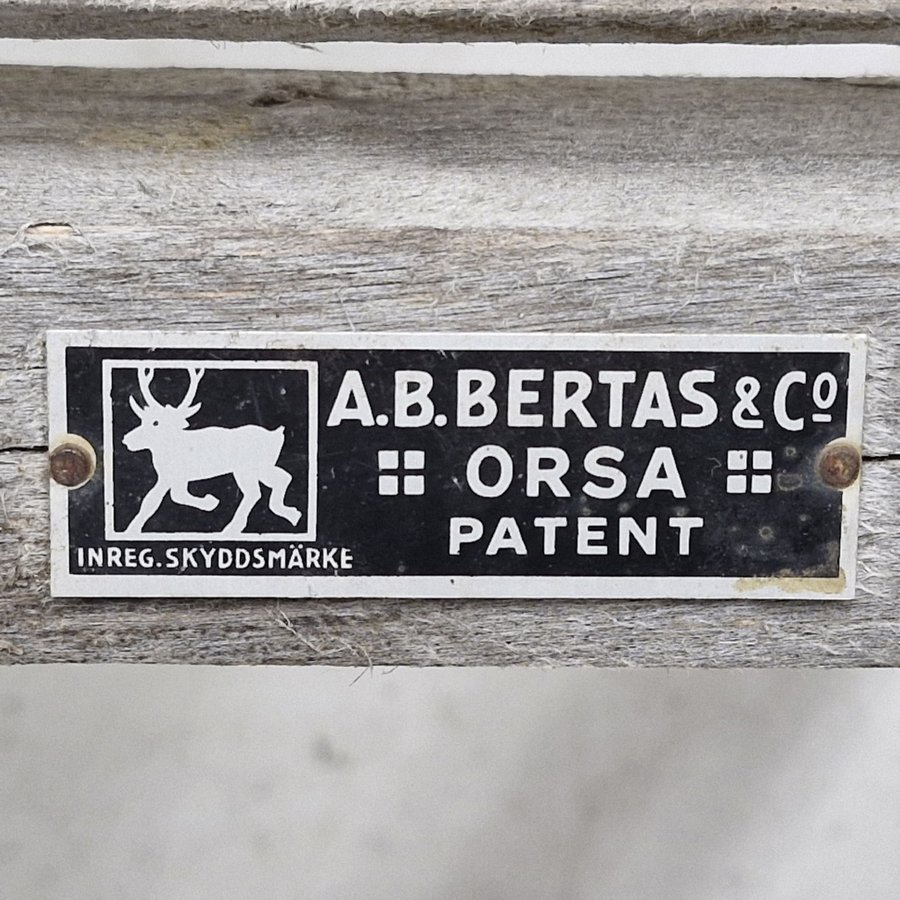 A.B.BERTAS & Cº
ORSA
PATENT
INREG.SKYDDSMÄRKE